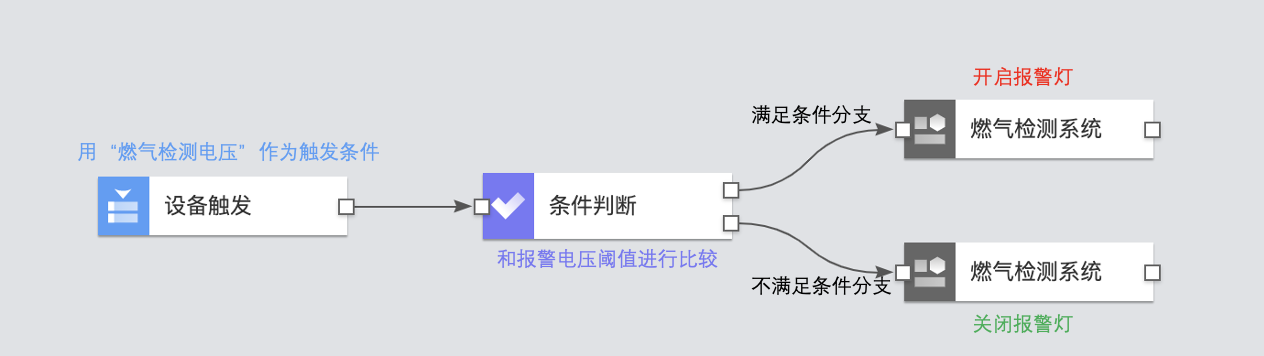 开启报警灯
满足条件分支
燃气检测系统
用 “燃气检测电压” 作为触发条件
设备触发
条件判断
和报警电压阈值进行比较
不满足条件分支
燃气检测系统
关闭报警灯